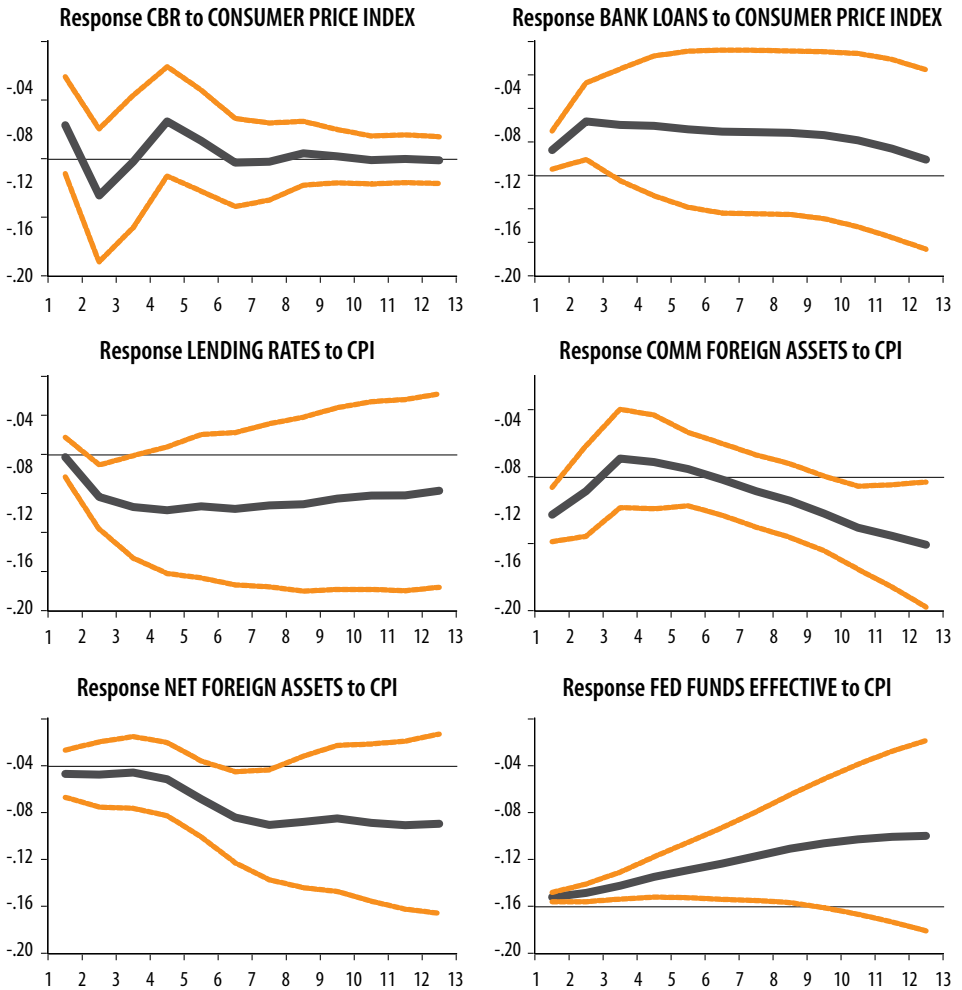 Response CBR to CONSUMER PRICE INDEX
-.04
-.08
-.12
-.16
-.20
1 2 3 4 5 6 7 8 9 10 11 12 13
Response BANK LOANS to CONSUMER PRICE INDEX
-.04
-.08
-.12
-.16
-.20
1 2 3 4 5 6 7 8 9 10 11 12 13
Response LENDING RATES to CPI
-.04
-.08
-.12
-.16
-.20
1 2 3 4 5 6 7 8 9 10 11 12 13
Response COMM FOREIGN ASSETS to CPI
-.04
-.08
-.12
-.16
-.20
1 2 3 4 5 6 7 8 9 10 11 12 13
Response NET FOREIGN ASSETS to CPI
-.04
-.08
-.12
-.16
-.20
1 2 3 4 5 6 7 8 9 10 11 12 13
Response FED FUNDS EFFECTIVE to CPI
-.04
-.08
-.12
-.16
-.20
1 2 3 4 5 6 7 8 9 10 11 12 13